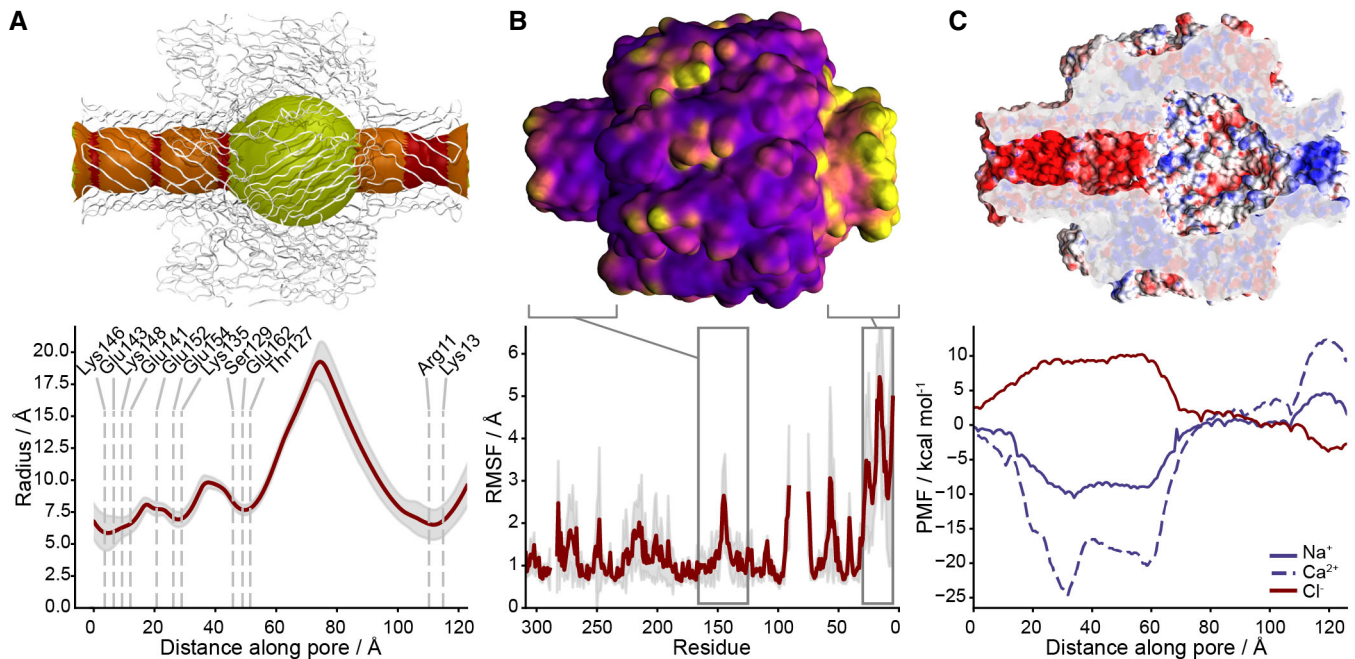 A
B
C
Lys146
Glu143
Lys148
Glu141
Glu152
Glu154
Lys135
Ser129
Glu162
Thr127
Arg11
Lys13
Radius / Å
20.0
17.5
15.0
12.5
10.0
7.5
5.0
2.5
0.0
0 20 40 60 80 100 120
Distance along pore / Å
RMSF / Å
6
5
4
3
2
1
0
300 250 200 150 100 50 0
Residue
PMF / kcal mol⁻¹
10
5
0
−5
−10
−15
−20
−25
Na⁺
Ca²⁺
Cl⁻
0 20 40 60 80 100 120
Distance along pore / Å